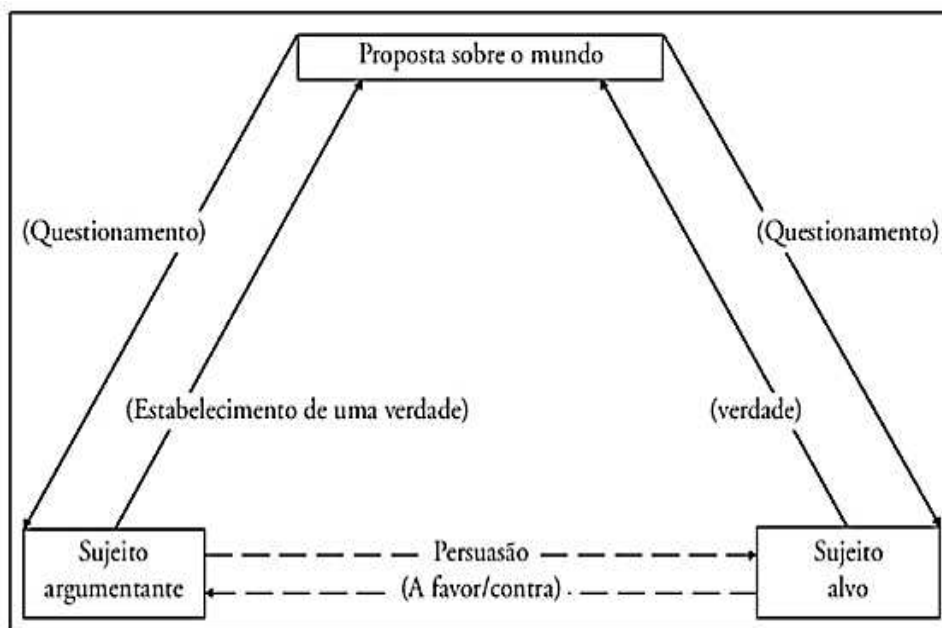 Proposta sobre o mundo
(Questionamento)
(Questionamento)
(Estabelecimento de uma verdade)
(verdade)
Sujeito
argumentante
Persuasão
(A favor/contra)
Sujeito
alvo